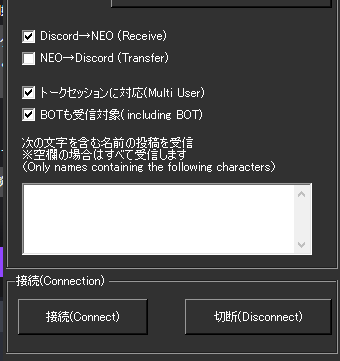 Discord→NEO (Receive)
NEO→Discord (Transfer)
トークセッションに対応(Multi User)
BOTも受信対象( including BOT)
次の文字を含む名前の投稿を受信
※空欄の場合はすべて受信します
(Only names containing the following characters)
接続(Connection)
接続(Connect)
切断(Disconnect)